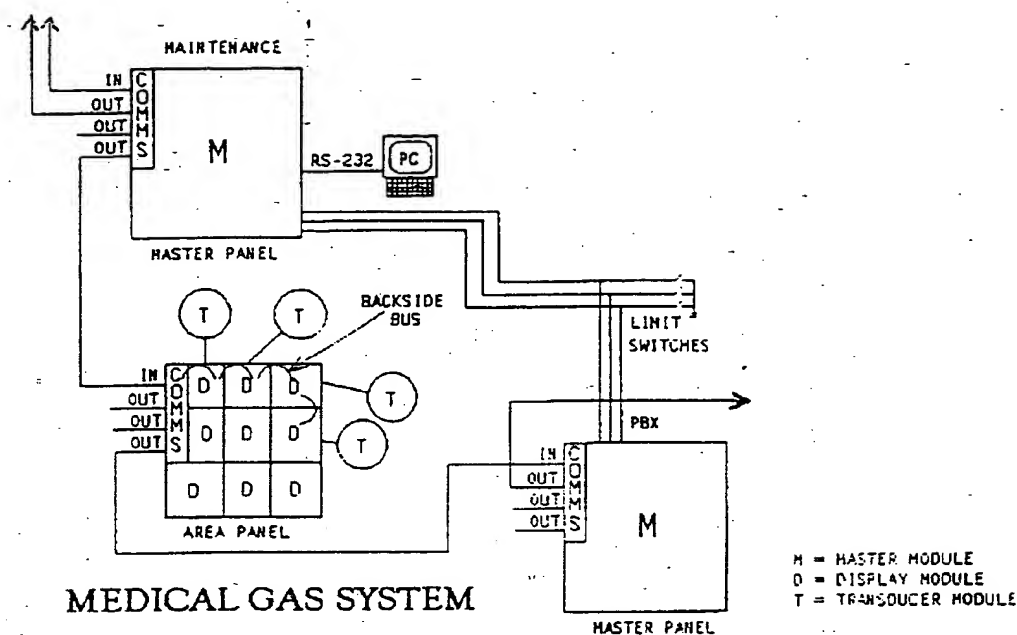 MAINTENANCE
IN
OUT
OUT
OUT
COMMS
M
RS-232
PC
MASTER PANEL
BACKSIDE
BUS
T
T
T
T
LIMIT
SWITCHES
IN
OUT
OUT
OUT
COMMS
D D D
D D D
D D D
AREA PANEL
PBX
IN
OUT
OUT
OUT
COMMS
M
MASTER PANEL
MEDICAL GAS SYSTEM
M = MASTER MODULE
D = DISPLAY MODULE
T = TRANSDUCER MODULE